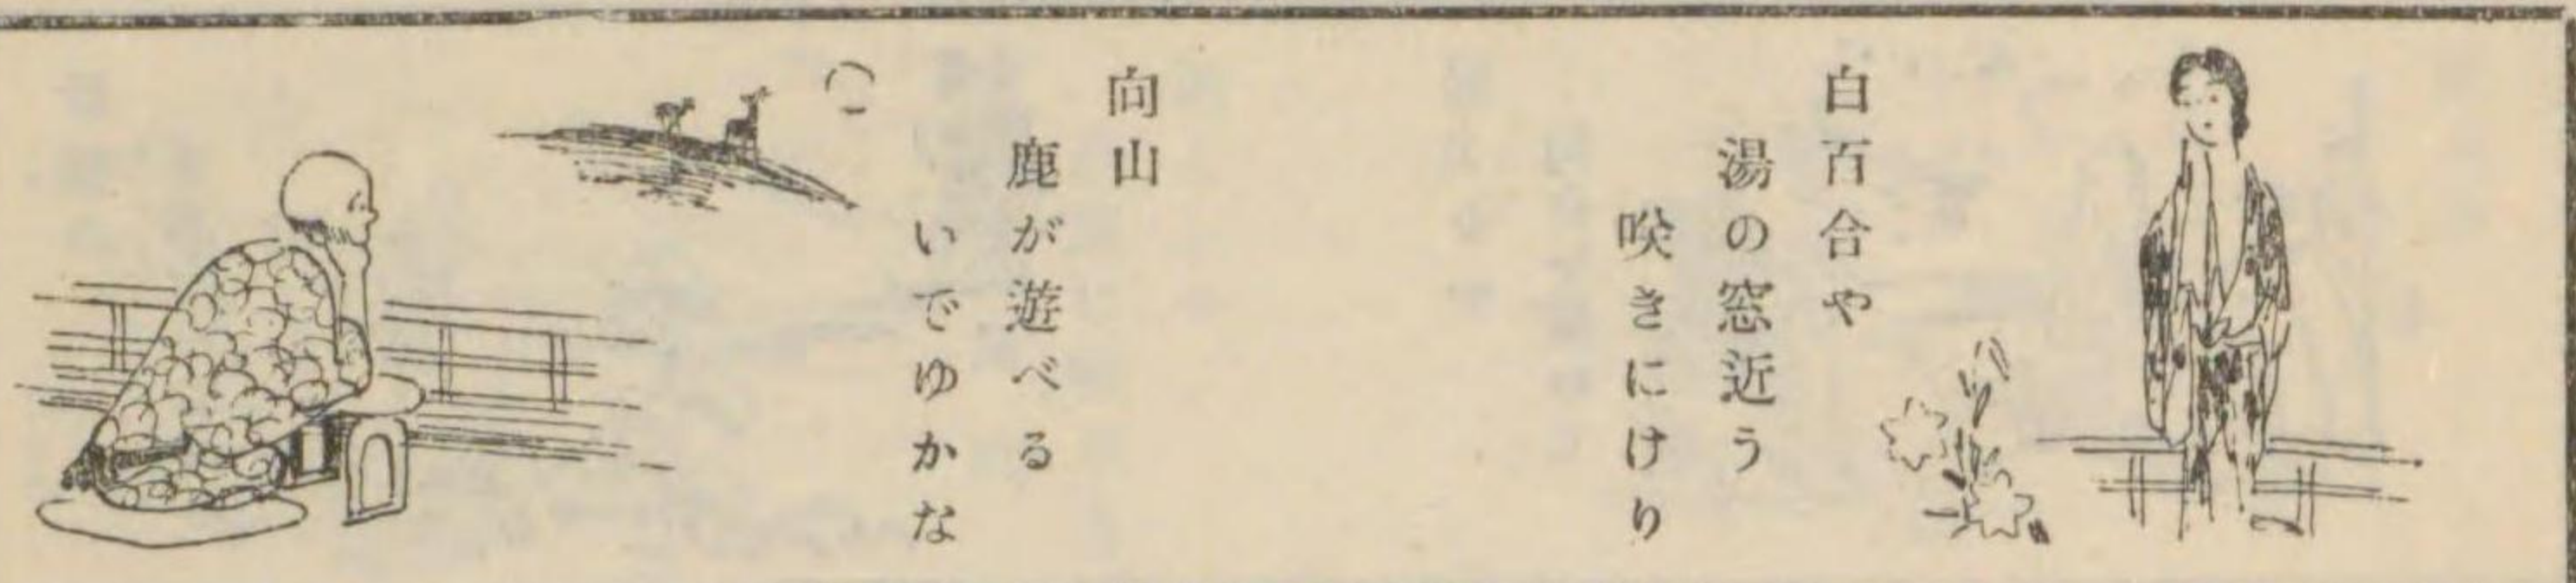 白百合や
湯の窓近う
咲きにけり
向山
鹿が遊べる
いでゆかな